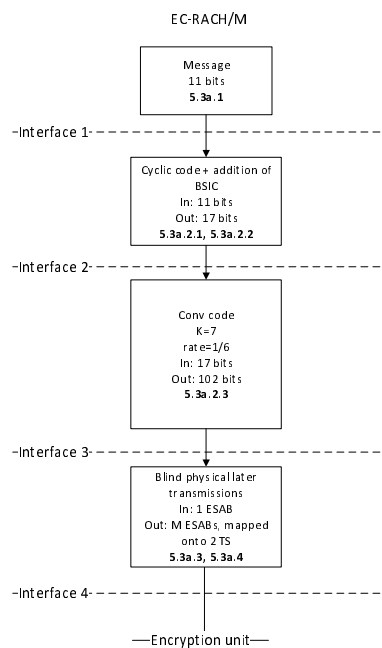 EC-RACH/M
Message
11 bits
5.3a.1
Interface 1
Cyclic code + addition of
BSIC
In: 11 bits
Out: 17 bits
5.3a.2.1, 5.3a.2.2
Interface 2
Conv code
K=7
rate=1/6
In: 17 bits
Out: 102 bits
5.3a.2.3
Interface 3
Blind physical later
transmissions
In: 1 ESAB
Out: M ESABs, mapped
onto 2 TS
5.3a.3, 5.3a.4
Interface 4
Encryption unit